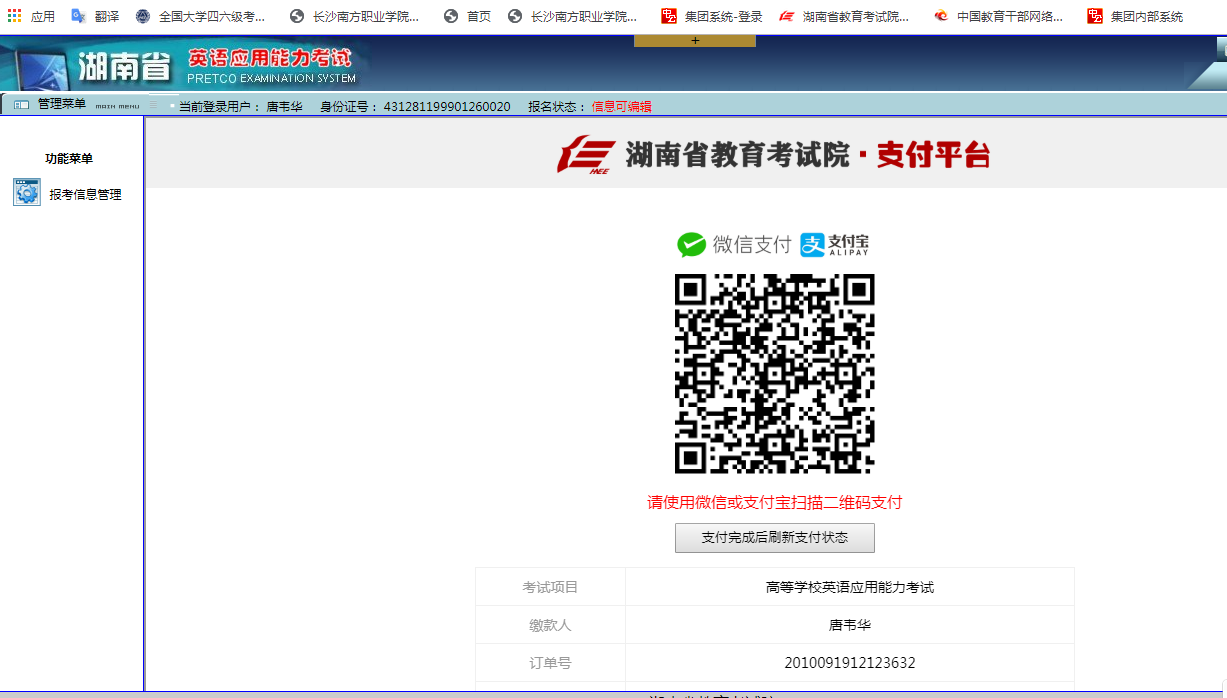 应用 翻译 全国大学四六级考... 长沙南方职业学院... 首页 长沙南方职业学院... 集团系统-登录 湖南省教育考试院... 中国教育干部网络... 集团内部系统
+
湖南省 英语应用能力考试
PRETCO EXAMINATION SYSTEM
管理菜单 MAIN MENU 当前登录用户： 唐韦华 身份证号： 431281199901260020 报名状态： 信息可编辑
功能菜单
报考信息管理
HNEE 湖南省教育考试院·支付平台
微信支付 支付宝 ALIPAY
请使用微信或支付宝扫描二维码支付
支付完成后刷新支付状态
考试项目 高等学校英语应用能力考试
缴款人 唐韦华
订单号 2010091912123632